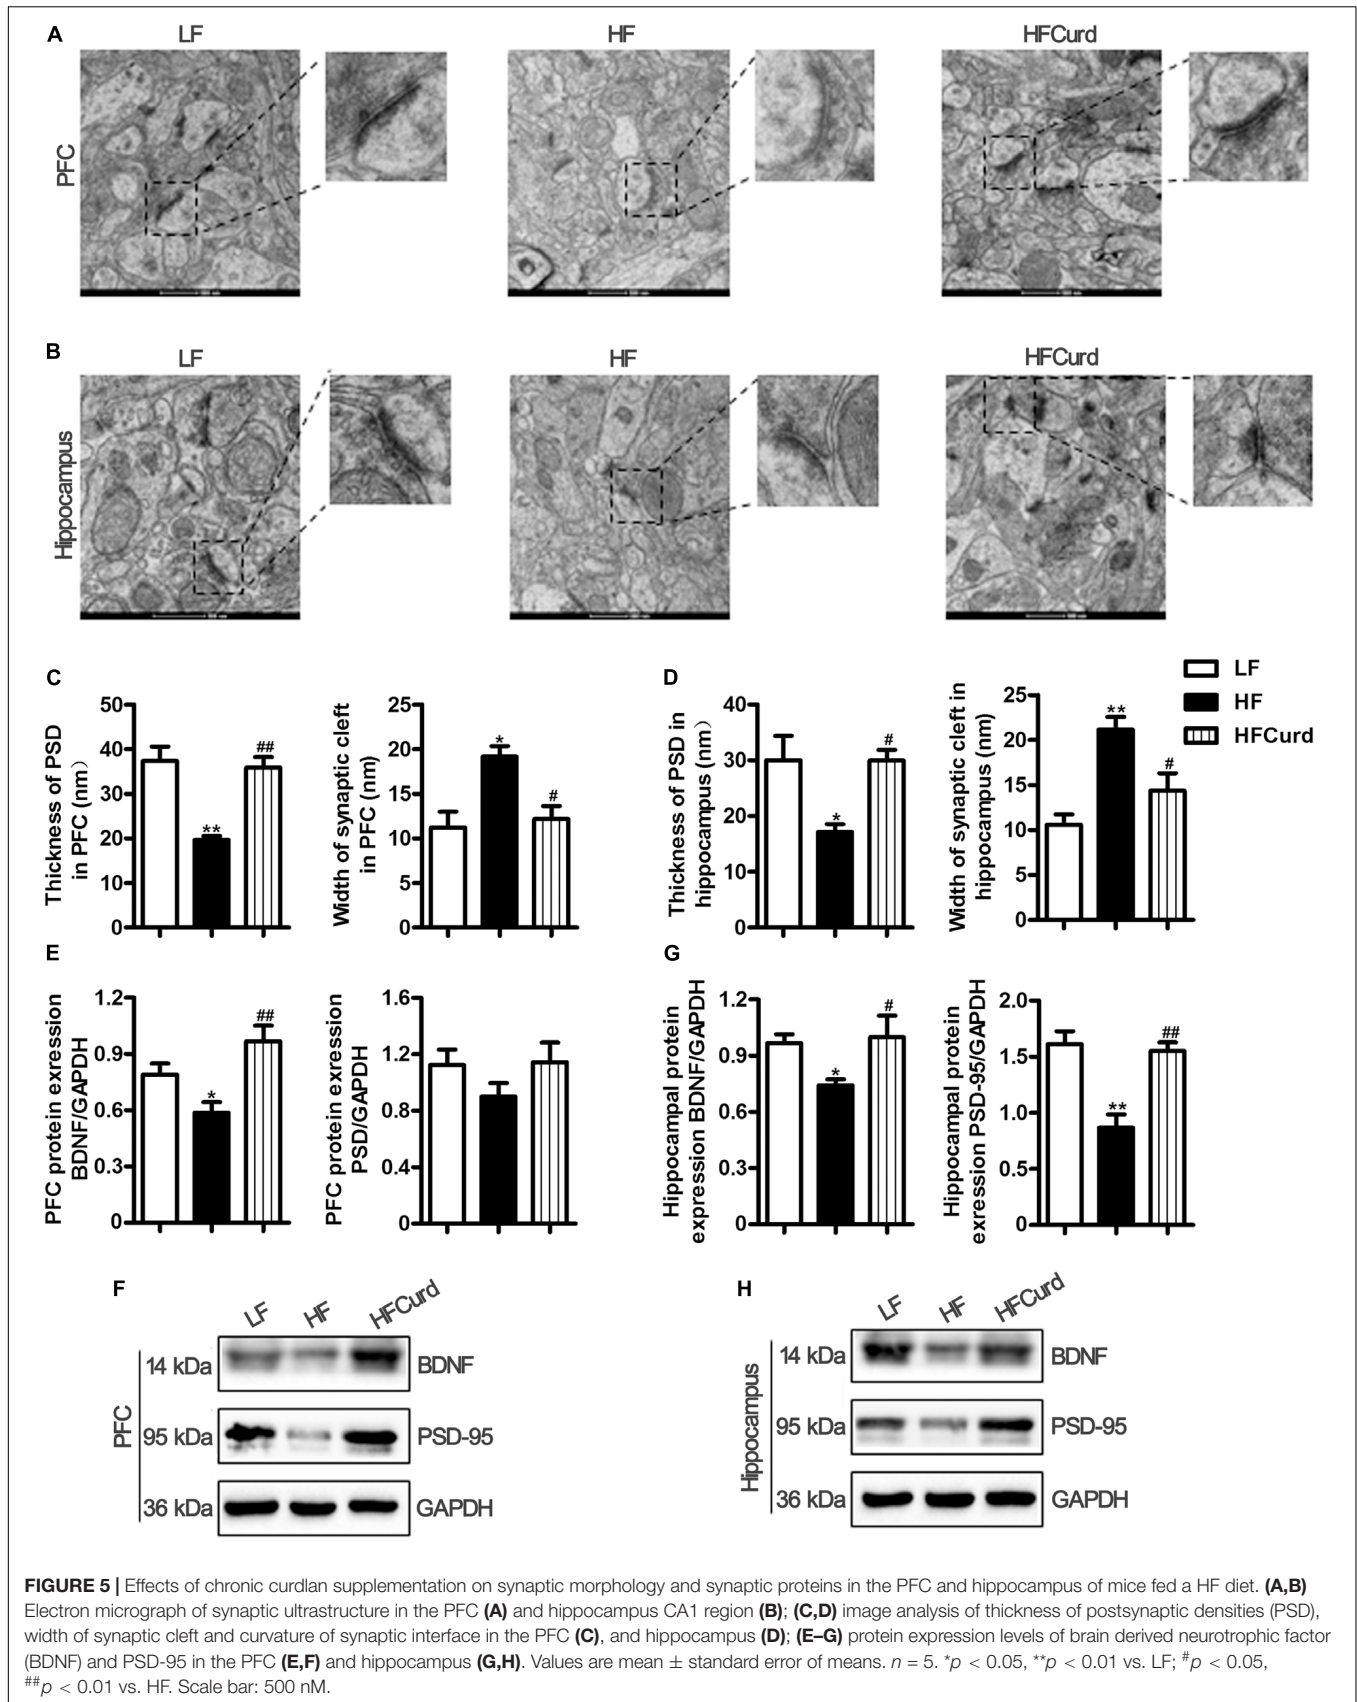 A
LF
HF
HFCurd
PFC
B
LF
HF
HFCurd
Hippocampus
C
Thickness of PSD
in PFC (nm)
50
40
30
20
10
0
**
##
Width of synaptic cleft
in PFC (nm)
25
20
15
10
5
0
*
#
D
Thickness of PSD in
hippocampus (nm)
40
30
20
10
0
*
#
Width of synaptic cleft in
hippocampus (nm)
25
20
15
10
5
0
**
#
LF
HF
HFCurd
E
PFC protein exression
BDNF/GAPDH
1.2
0.9
0.6
0.3
0
*
##
PFC protein exression
PSD/GAPDH
1.6
1.2
0.8
0.4
0
G
Hippocampal protein
expression BDNF/GAPDH
1.2
0.9
0.6
0.3
0
*
#
Hippocampal protein
exression PSD-95/GAPDH
2.0
1.5
1.0
0.5
0
**
##
F
LF
HF
HFCurd
PFC
14 kDa
BDNF
95 kDa
PSD-95
36 kDa
GAPDH
H
LF
HF
HFCurd
Hippocampus
14 kDa
BDNF
95 kDa
PSD-95
36 kDa
GAPDH
FIGURE 5 | Effects of chronic curdlan supplementation on synaptic morphology and synaptic proteins in the PFC and hippocampus of mice fed a HF diet. (A,B)
Electron micrograph of synaptic ultrastructure in the PFC (A) and hippocampus CA1 region (B); (C,D) image analysis of thickness of postsynaptic densities (PSD),
width of synaptic cleft and curvature of synaptic interface in the PFC (C), and hippocampus (D); (E–G) protein expression levels of brain derived neurotrophic factor
(BDNF) and PSD-95 in the PFC (E,F) and hippocampus (G,H). Values are mean ± standard error of means. n = 5. *p < 0.05, **p < 0.01 vs. LF; #p < 0.05,
##p < 0.01 vs. HF. Scale bar: 500 nM.